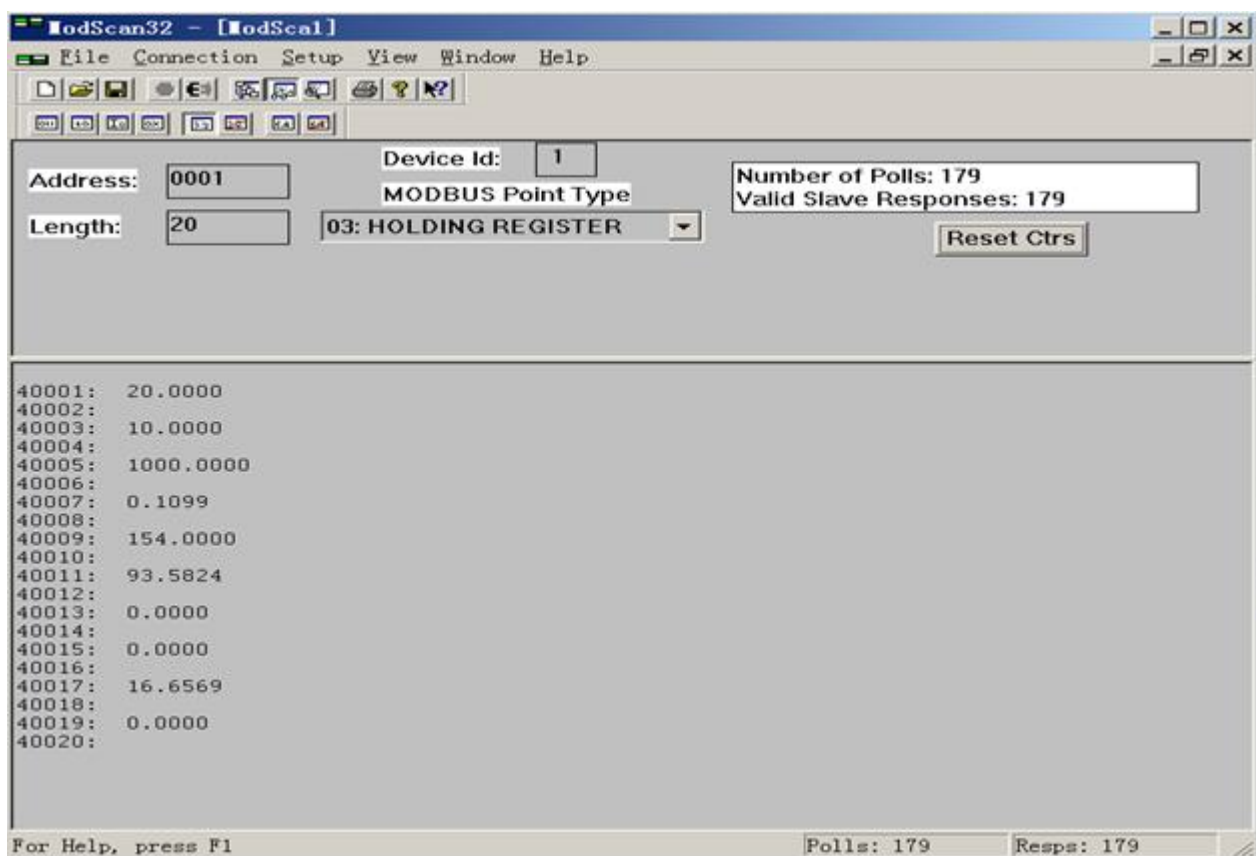 ModScan32 - [ModSca1]
File Connection Setup View Window Help
Address: 0001
Device Id: 1
MODBUS Point Type
Length: 20
03: HOLDING REGISTER
Number of Polls: 179
Valid Slave Responses: 179
Reset Ctrs
40001: 20.0000
40002:
40003: 10.0000
40004:
40005: 1000.0000
40006:
40007: 0.1099
40008:
40009: 154.0000
40010:
40011: 93.5824
40012:
40013: 0.0000
40014:
40015: 0.0000
40016:
40017: 16.6569
40018:
40019: 0.0000
40020:
For Help, press F1
Polls: 179
Resps: 179